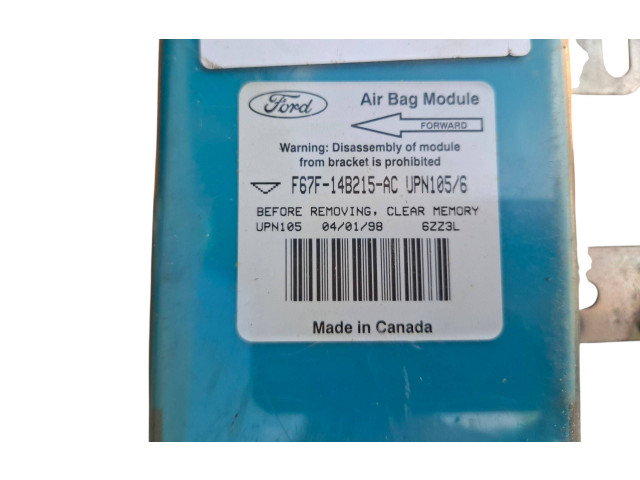 Ford Air Bag Module
FORWARD
Warning: Disassembly of module
from bracket is prohibited
F67F-14B215-AC UPN105/6
BEFORE REMOVING, CLEAR MEMORY
UPN105 04/01/98 6ZZ3L
Made in Canada